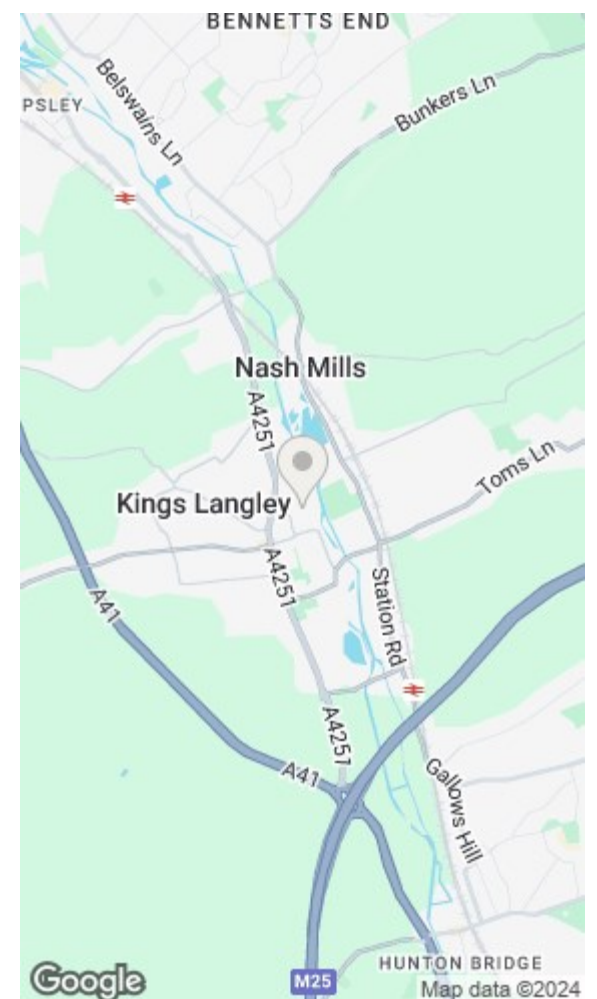 BENNETTS END
PSLEY
Belswains Ln
Bunkers Ln
Nash Mills
A4251
Toms Ln
Kings Langley
A4251
A41
Station Rd
A4251
A41
Gallows Hill
HUNTON BRIDGE
Google
M25
Map data ©2024